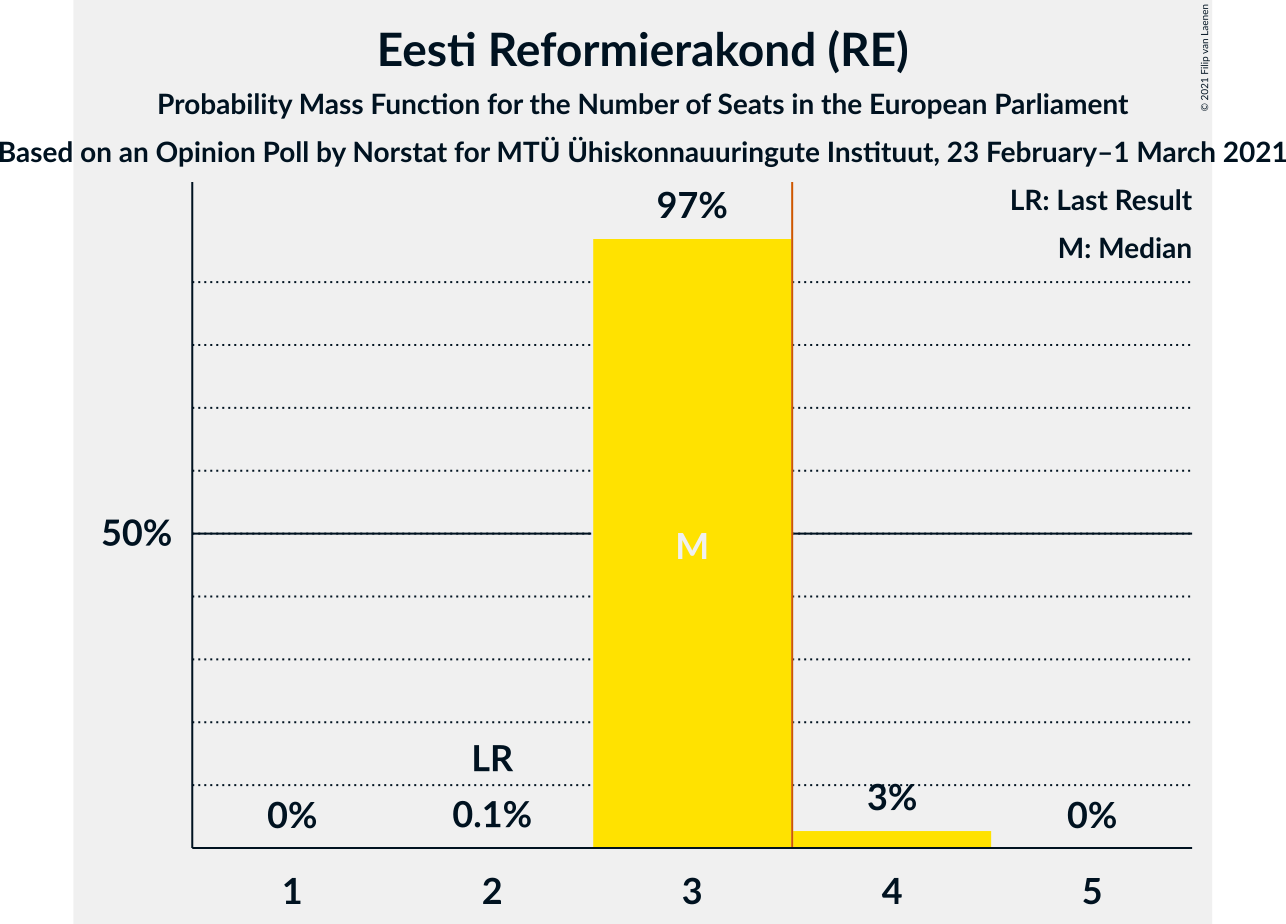 Eesti Reformierakond (RE)
Probability Mass Function for the Number of Seats in the European Parliament
Based on an Opinion Poll by Norstat for MTÜ Ühiskonnauuringute Instituut, 23 February–1 March 2021
© 2021 Filip van Laenen
LR: Last Result
M: Median
97%
50%
M
LR
0%
0.1%
3%
0%
1
2
3
4
5